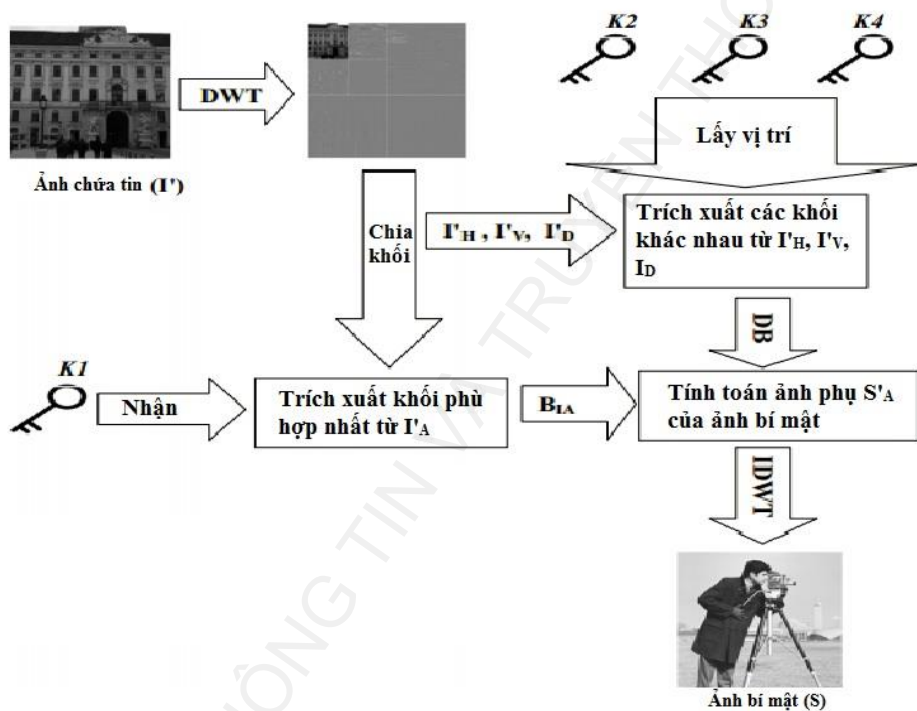 K2 K3 K4
DWT
Lấy vị trí
Ảnh chứa tin (I')
Chia
khối
I'H , I'V, I'D
Trích xuất các khối
khác nhau từ I'H, I'V,
ID
DB
K1
Nhận
Trích xuất khối phù
hợp nhất từ I'A
BIA
Tính toán ảnh phụ S'A
của ảnh bí mật
IDWT
Ảnh bí mật (S)